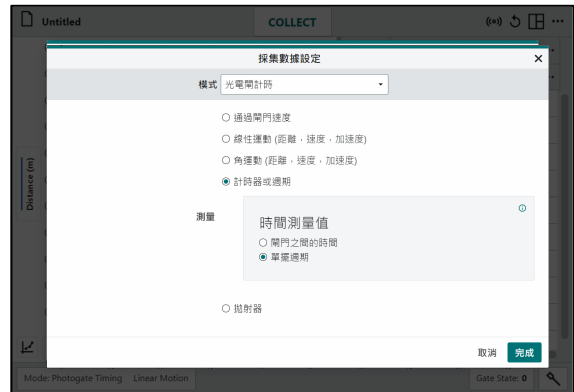 Untitled
COLLECT
採集數據設定
模式 光電閘計時
通過閘門速度
線性運動 (距離，速度，加速度)
角運動 (距離，速度，加速度)
計時器或週期
測量
時間測量值
閘門之間的時間
單擺週期
拋射器
取消 完成
Distance (m)
Mode: Photogate Timing Linear Motion
Gate State: 0